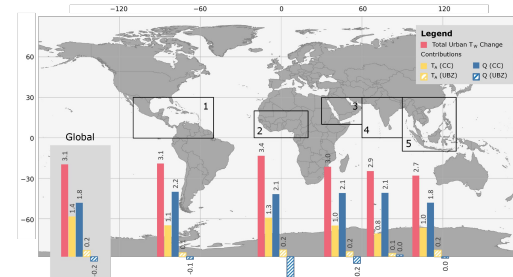 −120 −60 0 60 120
60
30
0
−30
−60
Legend
Total Urban Tw Change
Contributions
TA (CC) Q (CC)
TA (UBZ) Q (UBZ)
1
2
3
4
5
Global
3.1 1.4 1.8 0.2 -0.2
3.1 1.1 2.2 -0.1
3.4 1.3 2.1 0.2
3.0 1.0 2.1 0.2 0.2
2.9 0.8 2.1 0.1 0.0
2.7 1.0 1.8 0.2 0.0